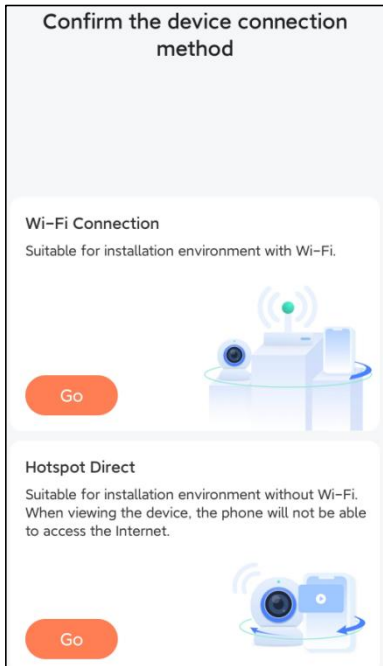 Confirm the device connection
method
Wi-Fi Connection
Suitable for installation environment with Wi-Fi.
Go
Hotspot Direct
Suitable for installation environment without Wi-Fi.
When viewing the device, the phone will not be able
to access the Internet.
Go